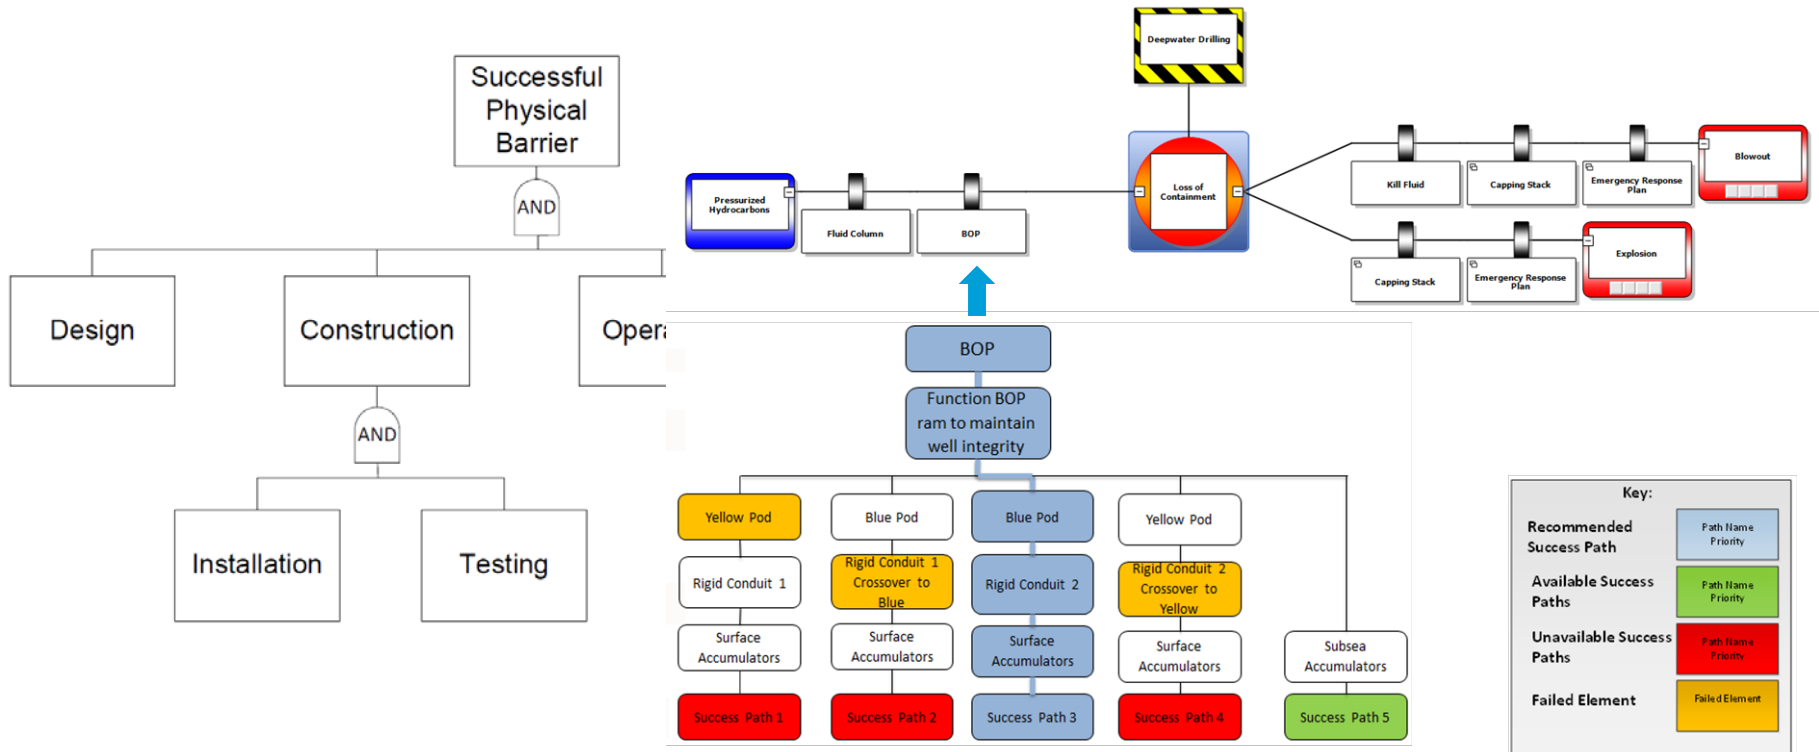 Successful
Physical
Barrier
AND
Design
Construction
Opera
AND
Installation
Testing
Deepwater Drilling
Pressurized
Hydrocarbons
Fluid Column
BOP
Loss of
Containment
Kill Fluid
Capping Stack
Emergency Response
Plan
Blowout
Capping Stack
Emergency Response
Plan
Explosion
BOP
Function BOP
ram to maintain
well integrity
Yellow Pod
Rigid Conduit 1
Surface
Accumulators
Success Path 1
Blue Pod
Rigid Conduit 1
Crossover to
Blue
Surface
Accumulators
Success Path 2
Blue Pod
Rigid Conduit 2
Surface
Accumulators
Success Path 3
Yellow Pod
Rigid Conduit 2
Crossover to
Yellow
Surface
Accumulators
Success Path 4
Subsea
Accumulators
Success Path 5
Key:
Recommended
Success Path
Path Name
Priority
Available Success
Paths
Path Name
Priority
Unavailable Success
Paths
Path Name
Priority
Failed Element
Failed Element